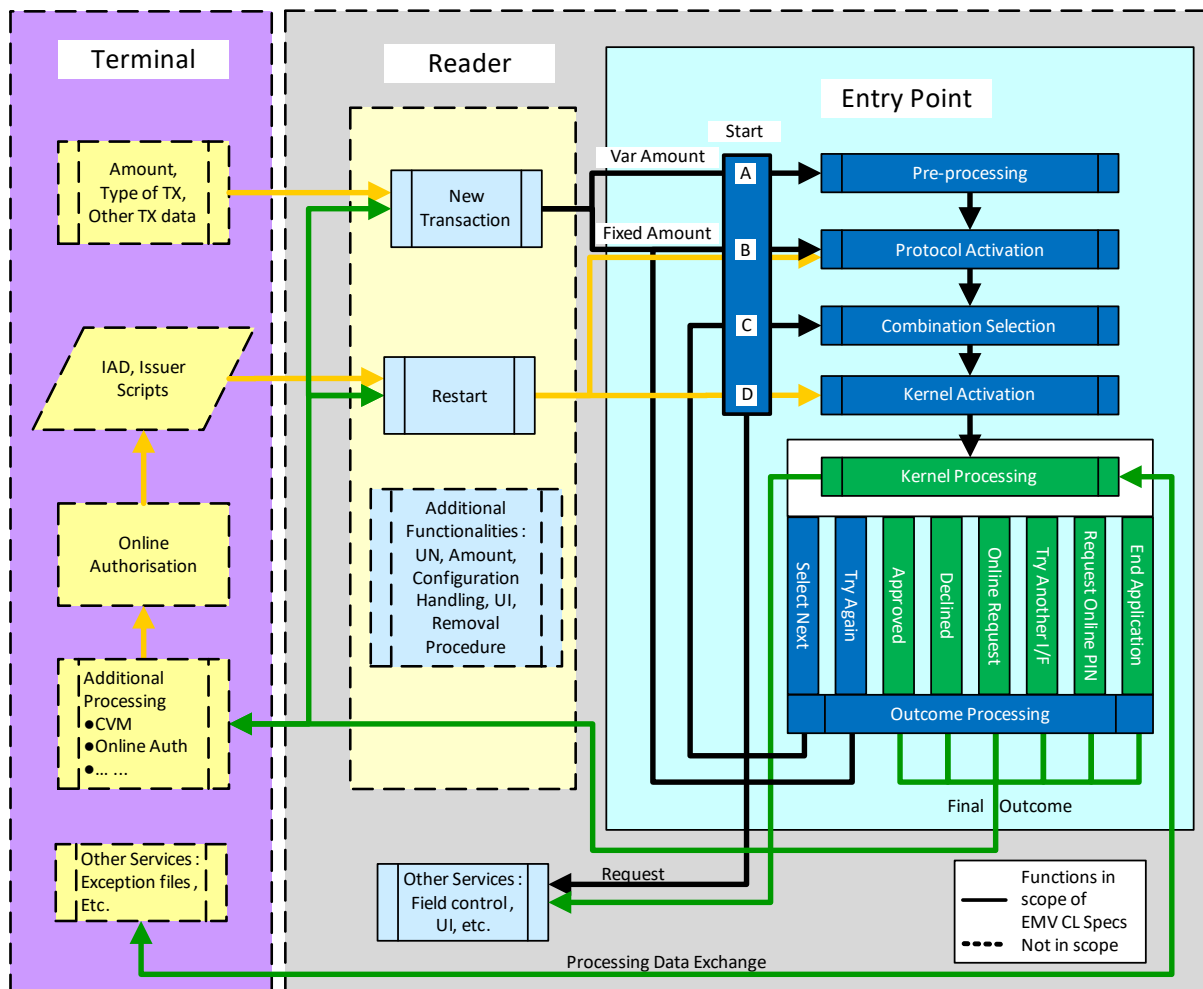 Terminal
Reader
Entry Point
Start
Amount,
Type of TX,
Other TX data
New
Transaction
Var Amount
Fixed Amount
A
B
C
D
Pre-processing
Protocol Activation
Combination Selection
Kernel Activation
IAD, Issuer
Scripts
Restart
Kernel Processing
Online
Authorisation
Additional
Functionalities :
UN, Amount,
Configuration
Handling, UI,
Removal
Procedure
Select Next
Try Again
Approved
Declined
Online Request
Try Another I/F
Request Online PIN
End Application
Outcome Processing
Additional
Processing
●CVM
●Online Auth
●... ...
Final Outcome
Other Services :
Exception files ,
Etc.
Other Services :
Field control ,
UI, etc.
Request
Processing Data Exchange
Functions in
scope of
EMV CL Specs
Not in scope